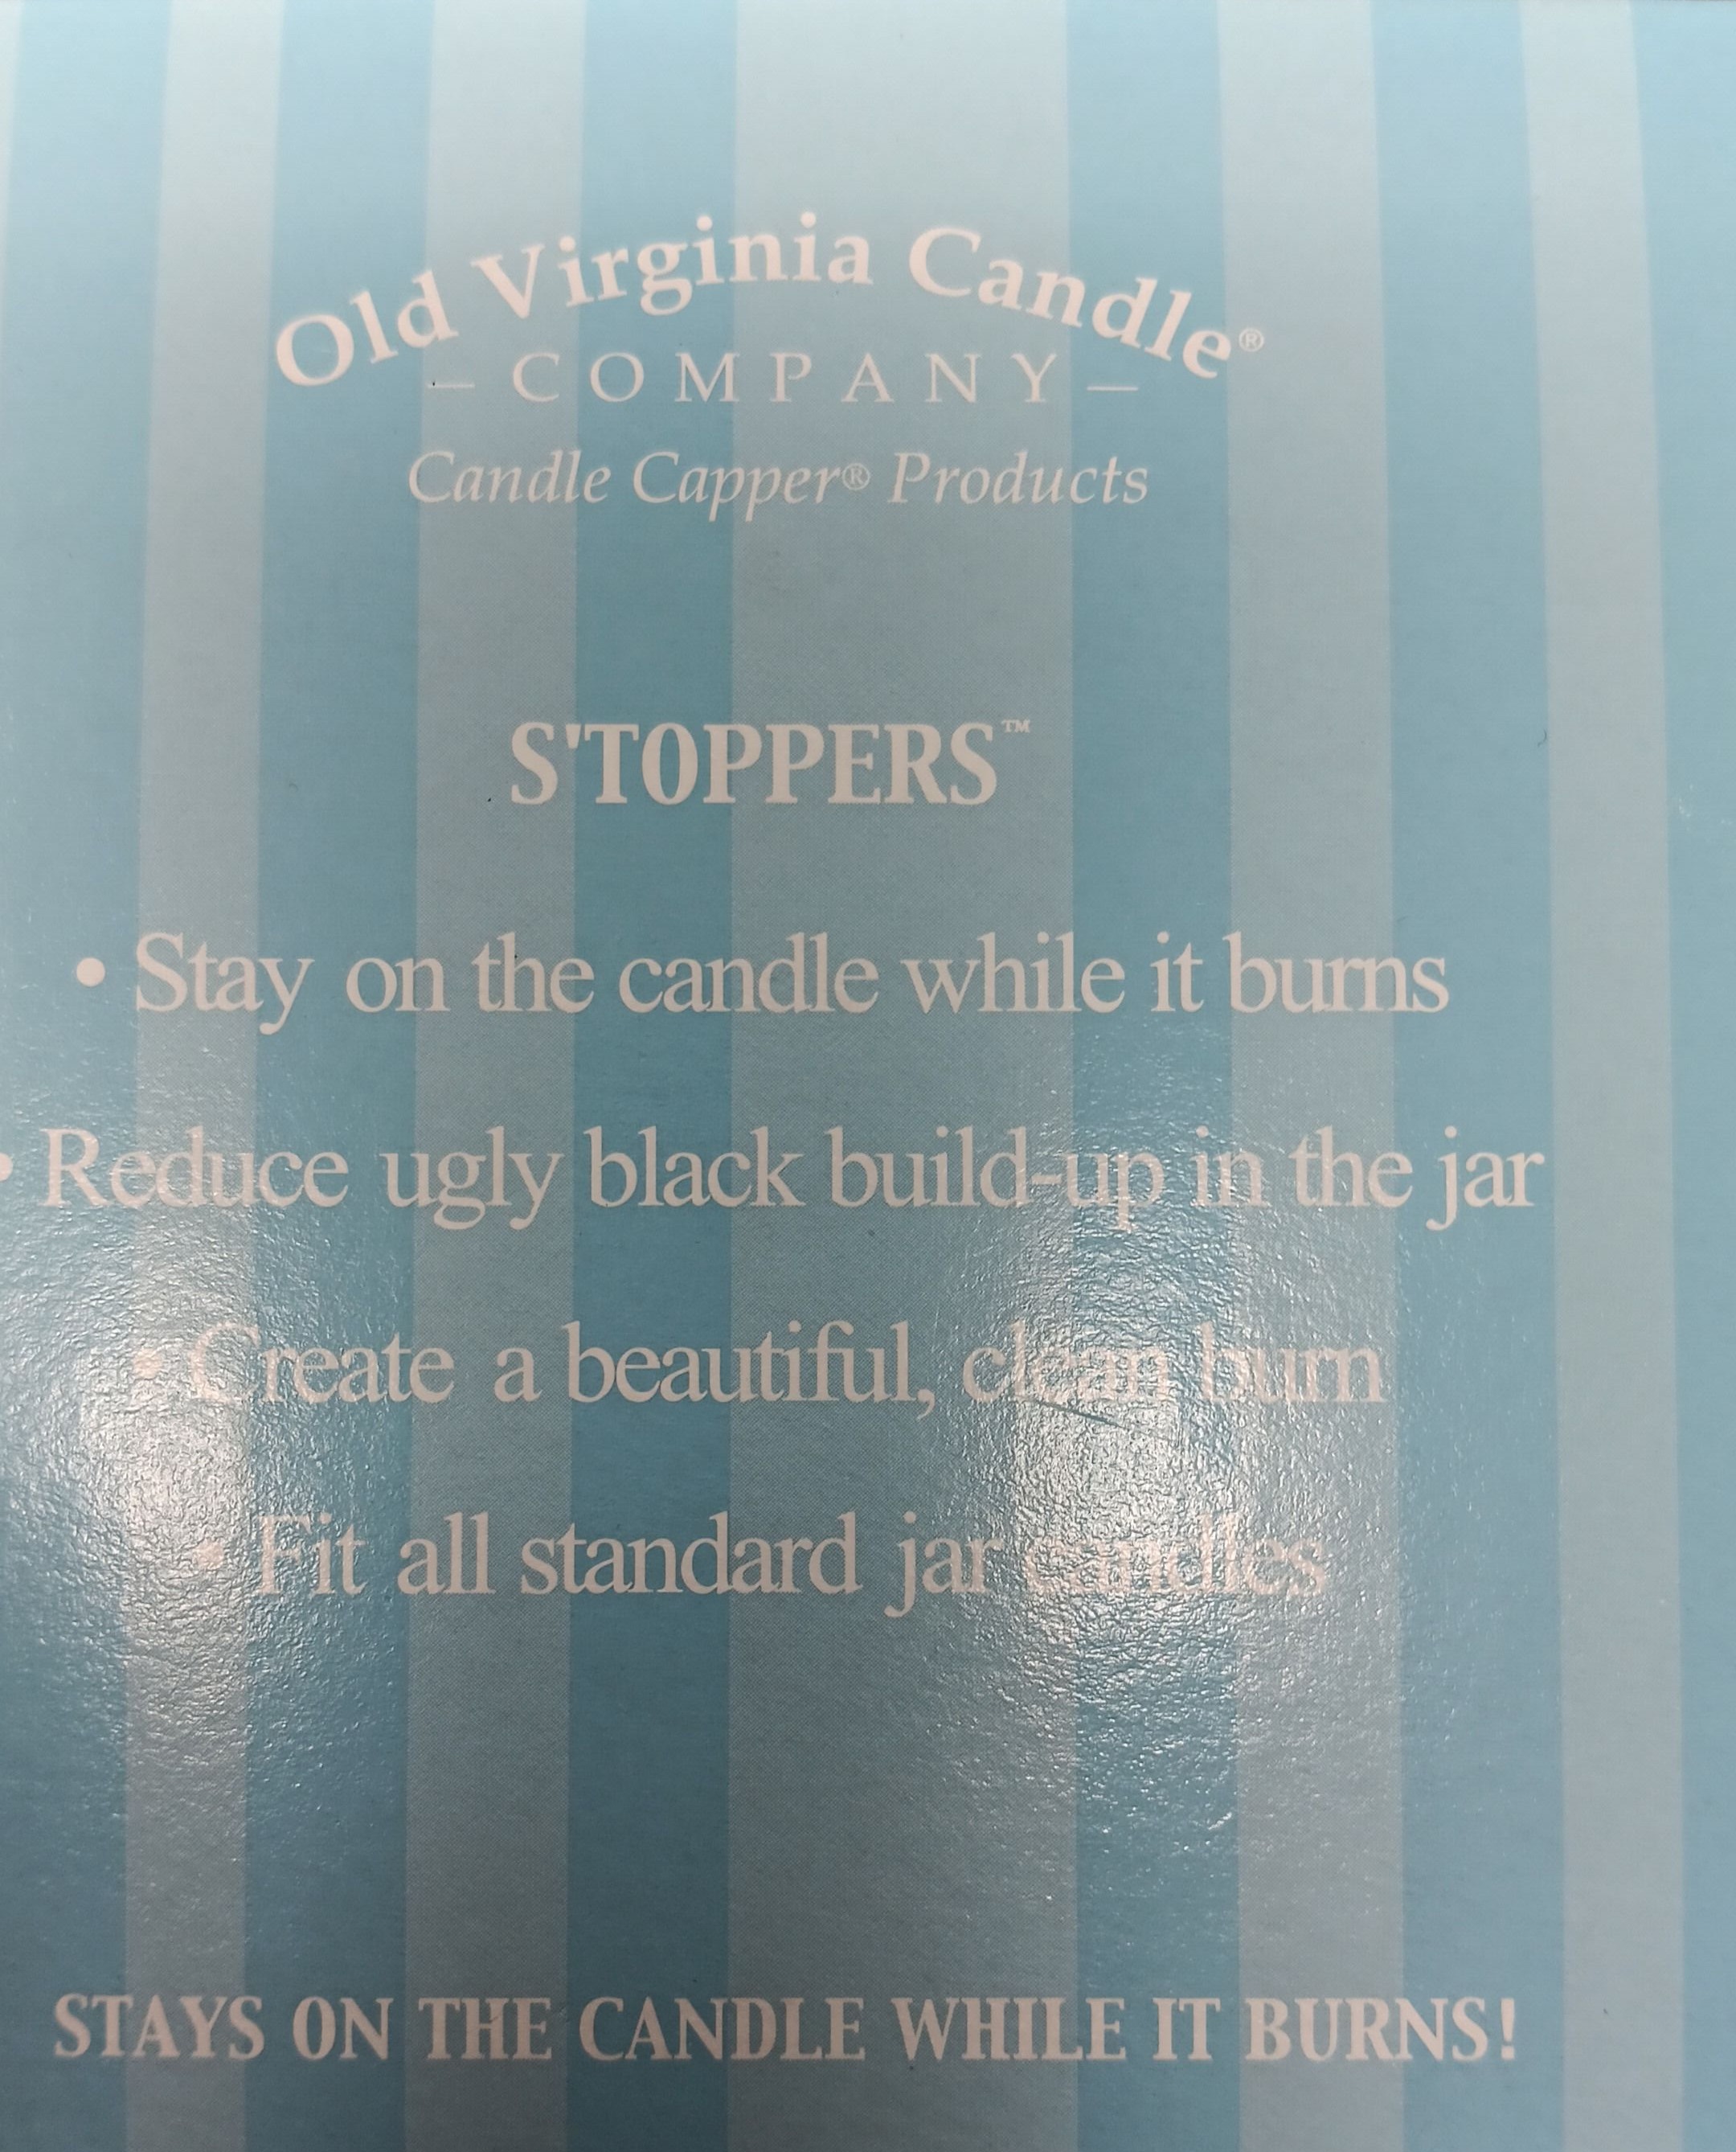 Old Virginia Candle®
– COMPANY –
Candle Capper® Products
S'TOPPERS™
• Stay on the candle while it burns
• Reduce ugly black build-up in the jar
• Create a beautiful, clean burn
• Fit all standard jar candles
STAYS ON THE CANDLE WHILE IT BURNS!